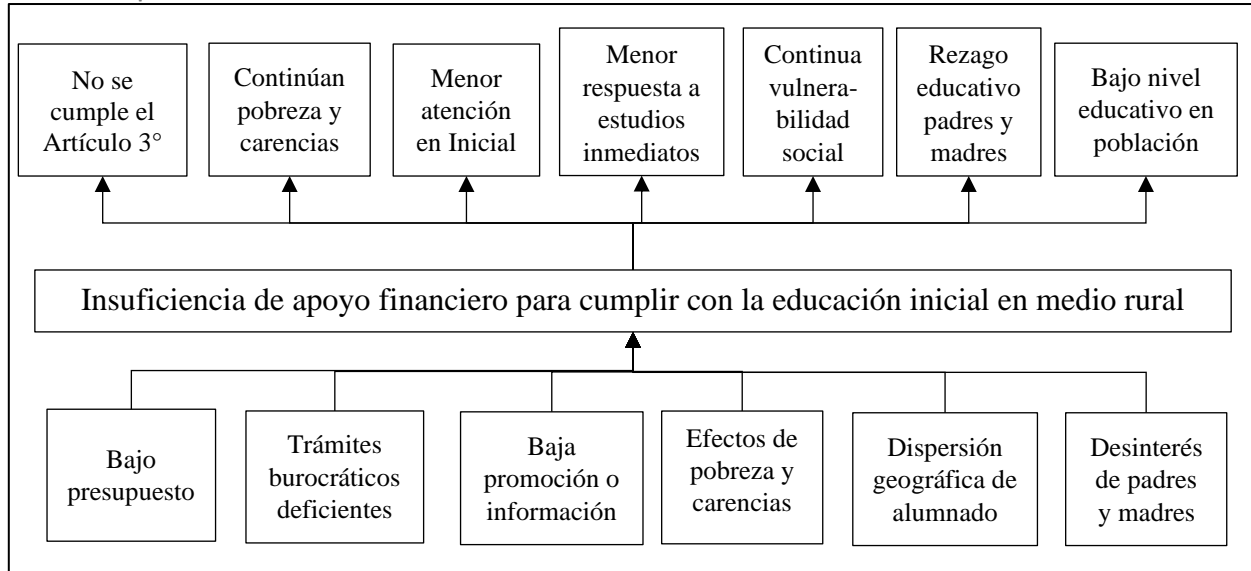 No se
cumple el
Artículo 3°
Continúan
pobreza y
carencias
Menor
atención
en Inicial
Menor
respuesta a
estudios
inmediatos
Continua
vulnera-
bilidad
social
Rezago
educativo
padres y
madres
Bajo nivel
educativo en
población
Insuficiencia de apoyo financiero para cumplir con la educación inicial en medio rural
Bajo
presupuesto
Trámites
burocráticos
deficientes
Baja
promoción o
información
Efectos de
pobreza y
carencias
Dispersión
geográfica de
alumnado
Desinterés
de padres
y madres